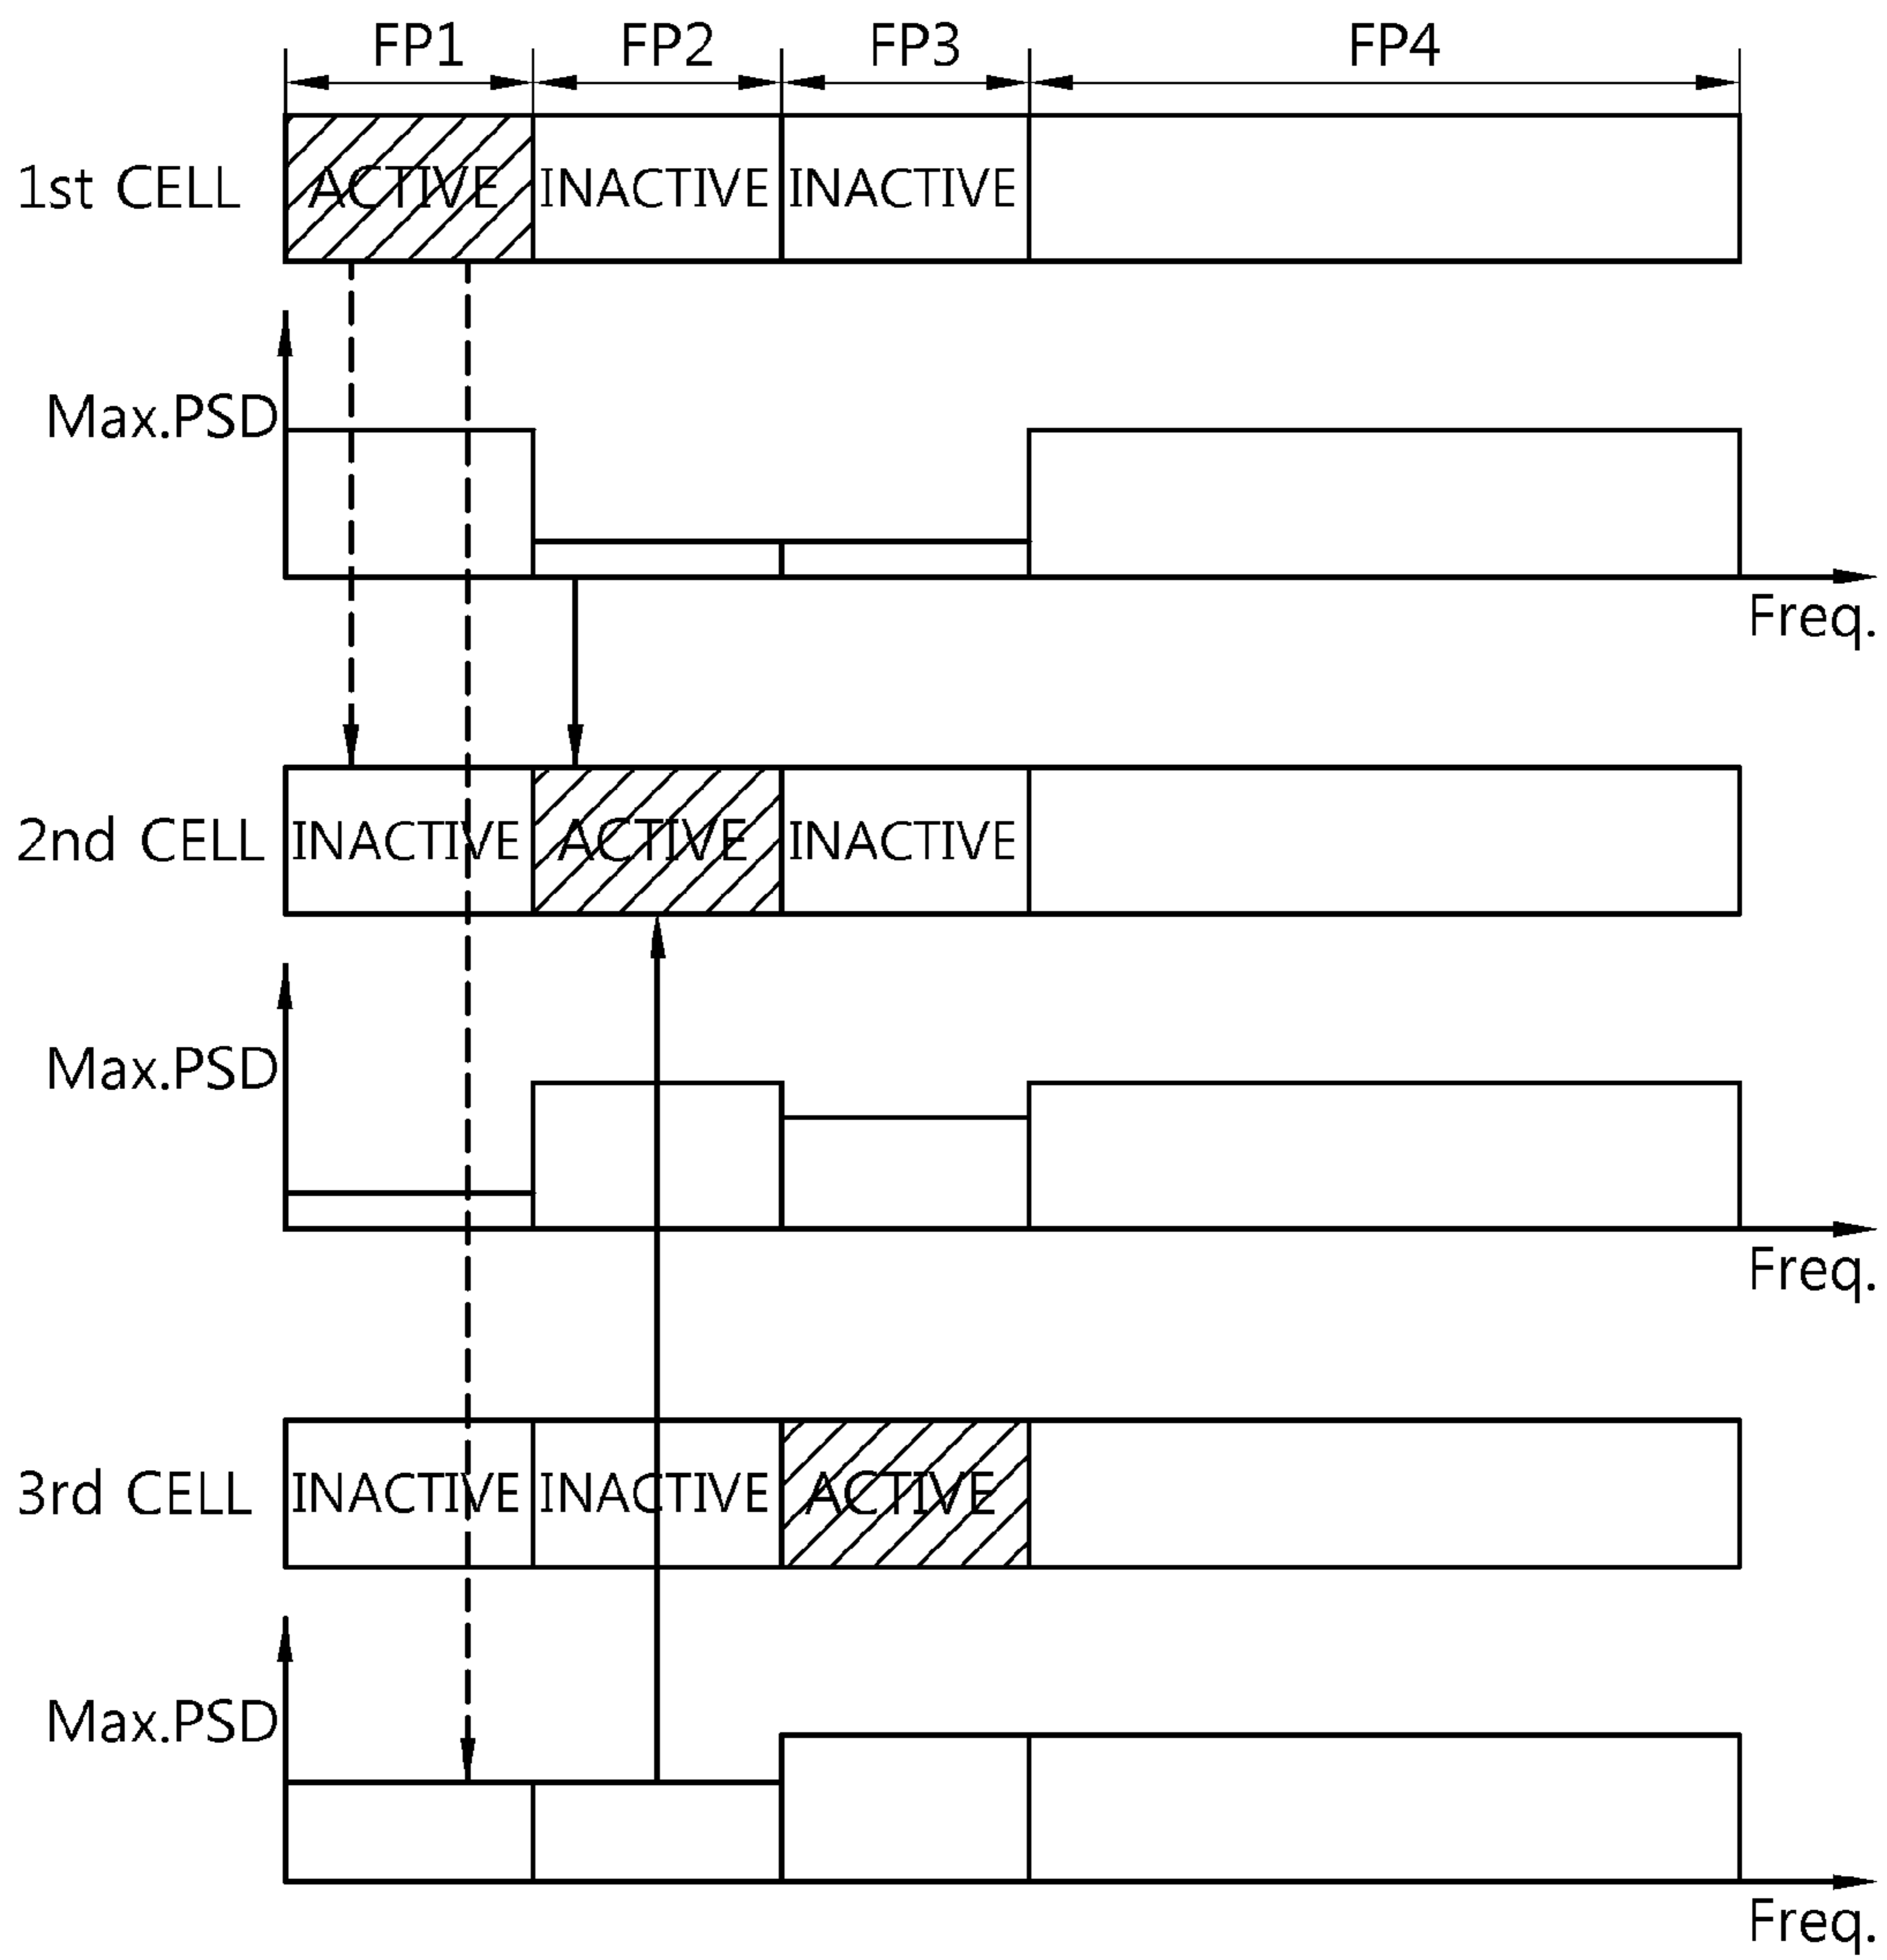 FP1 FP2 FP3 FP4
1st CELL ACTIVE INACTIVE INACTIVE
Max.PSD
Freq.
2nd CELL INACTIVE ACTIVE INACTIVE
Max.PSD
Freq.
3rd CELL INACTIVE INACTIVE ACTIVE
Max.PSD
Freq.